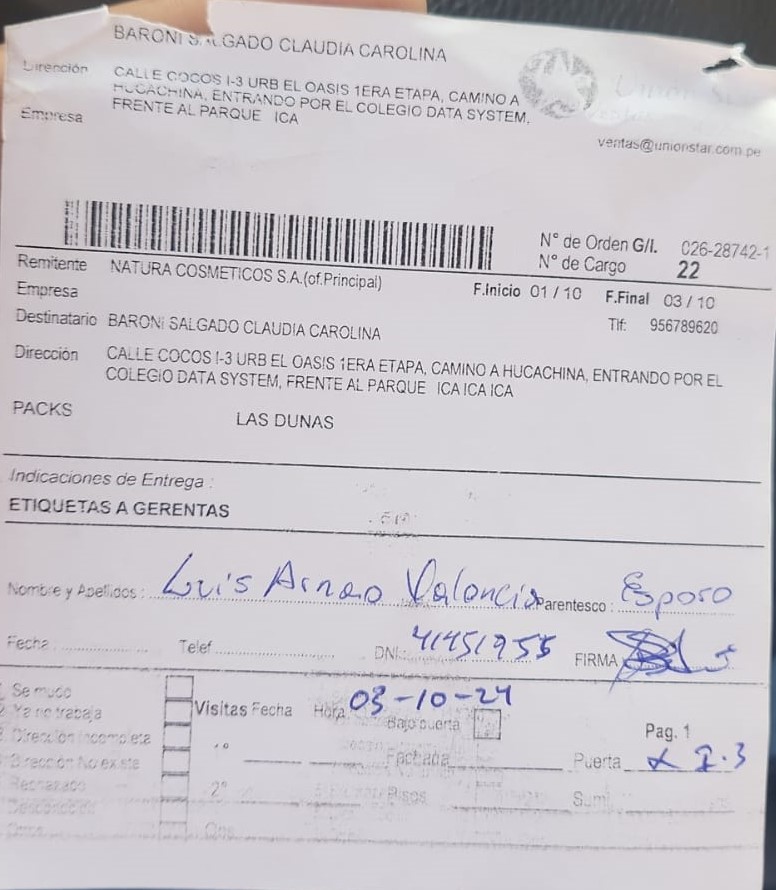 BARONI SALGADO CLAUDIA CAROLINA
Dirección CALLE COCOS I-3 URB EL OASIS 1ERA ETAPA, CAMINO A
HUCACHINA, ENTRANDO POR EL COLEGIO DATA SYSTEM,
Empresa FRENTE AL PARQUE ICA
ventas@unionstar.com.pe
N° de Orden G/I. 026-28742-1
N° de Cargo 22
Remitente NATURA COSMETICOS S.A.(of.Principal)
Empresa F.Inicio 01 / 10 F.Final 03 / 10
Destinatario BARONI SALGADO CLAUDIA CAROLINA Tlf: 956789620
Dirección CALLE COCOS I-3 URB EL OASIS 1ERA ETAPA, CAMINO A HUCACHINA, ENTRANDO POR EL
COLEGIO DATA SYSTEM, FRENTE AL PARQUE ICA ICA ICA
PACKS LAS DUNAS
Indicaciones de Entrega :
ETIQUETAS A GERENTAS
Nombre y Apellidos : Luis Arnao Valencia Parentesco : Esposo
Fecha Telef DNI: 41451955 FIRMA
Se mudo
Ya no trabaja Visitas Fecha Hora 03-10-24 Bajo puerta Pag. 1
Dirección Incompleta Fachada Puerta
Dirección No existe
Rechazado 2° Pisos Sumi
Desconocido
Otros Obs